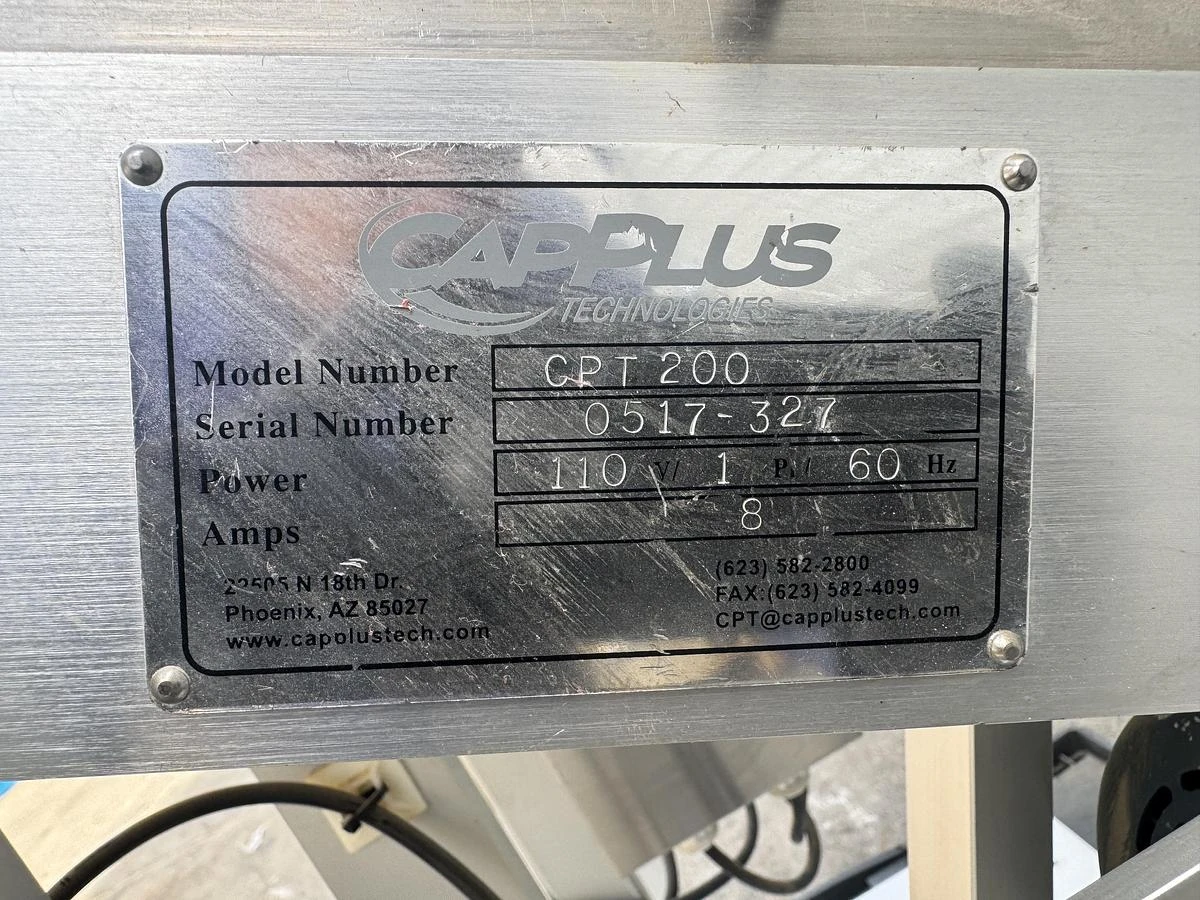 CAPPLUS
TECHNOLOGIES
Model Number CPT 200
Serial Number 0517-327
Power 110 V/ 1 P / 60 Hz
Amps 8
22505 N 18th Dr.
Phoenix, AZ 85027
www.capplustech.com
(623) 582-2800
FAX:(623) 582-4099
CPT@capplustech.com